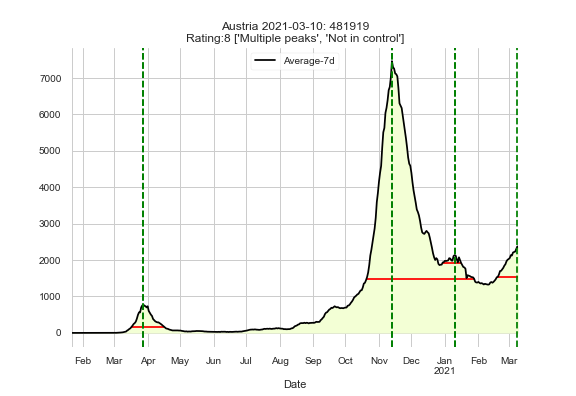 Austria 2021-03-10: 481919
Rating:8 ['Multiple peaks', 'Not in control']
Average-7d
7000
6000
5000
4000
3000
2000
1000
0
Feb Mar Apr May Jun Jul Aug Sep Oct Nov Dec Jan Feb Mar
2021
Date